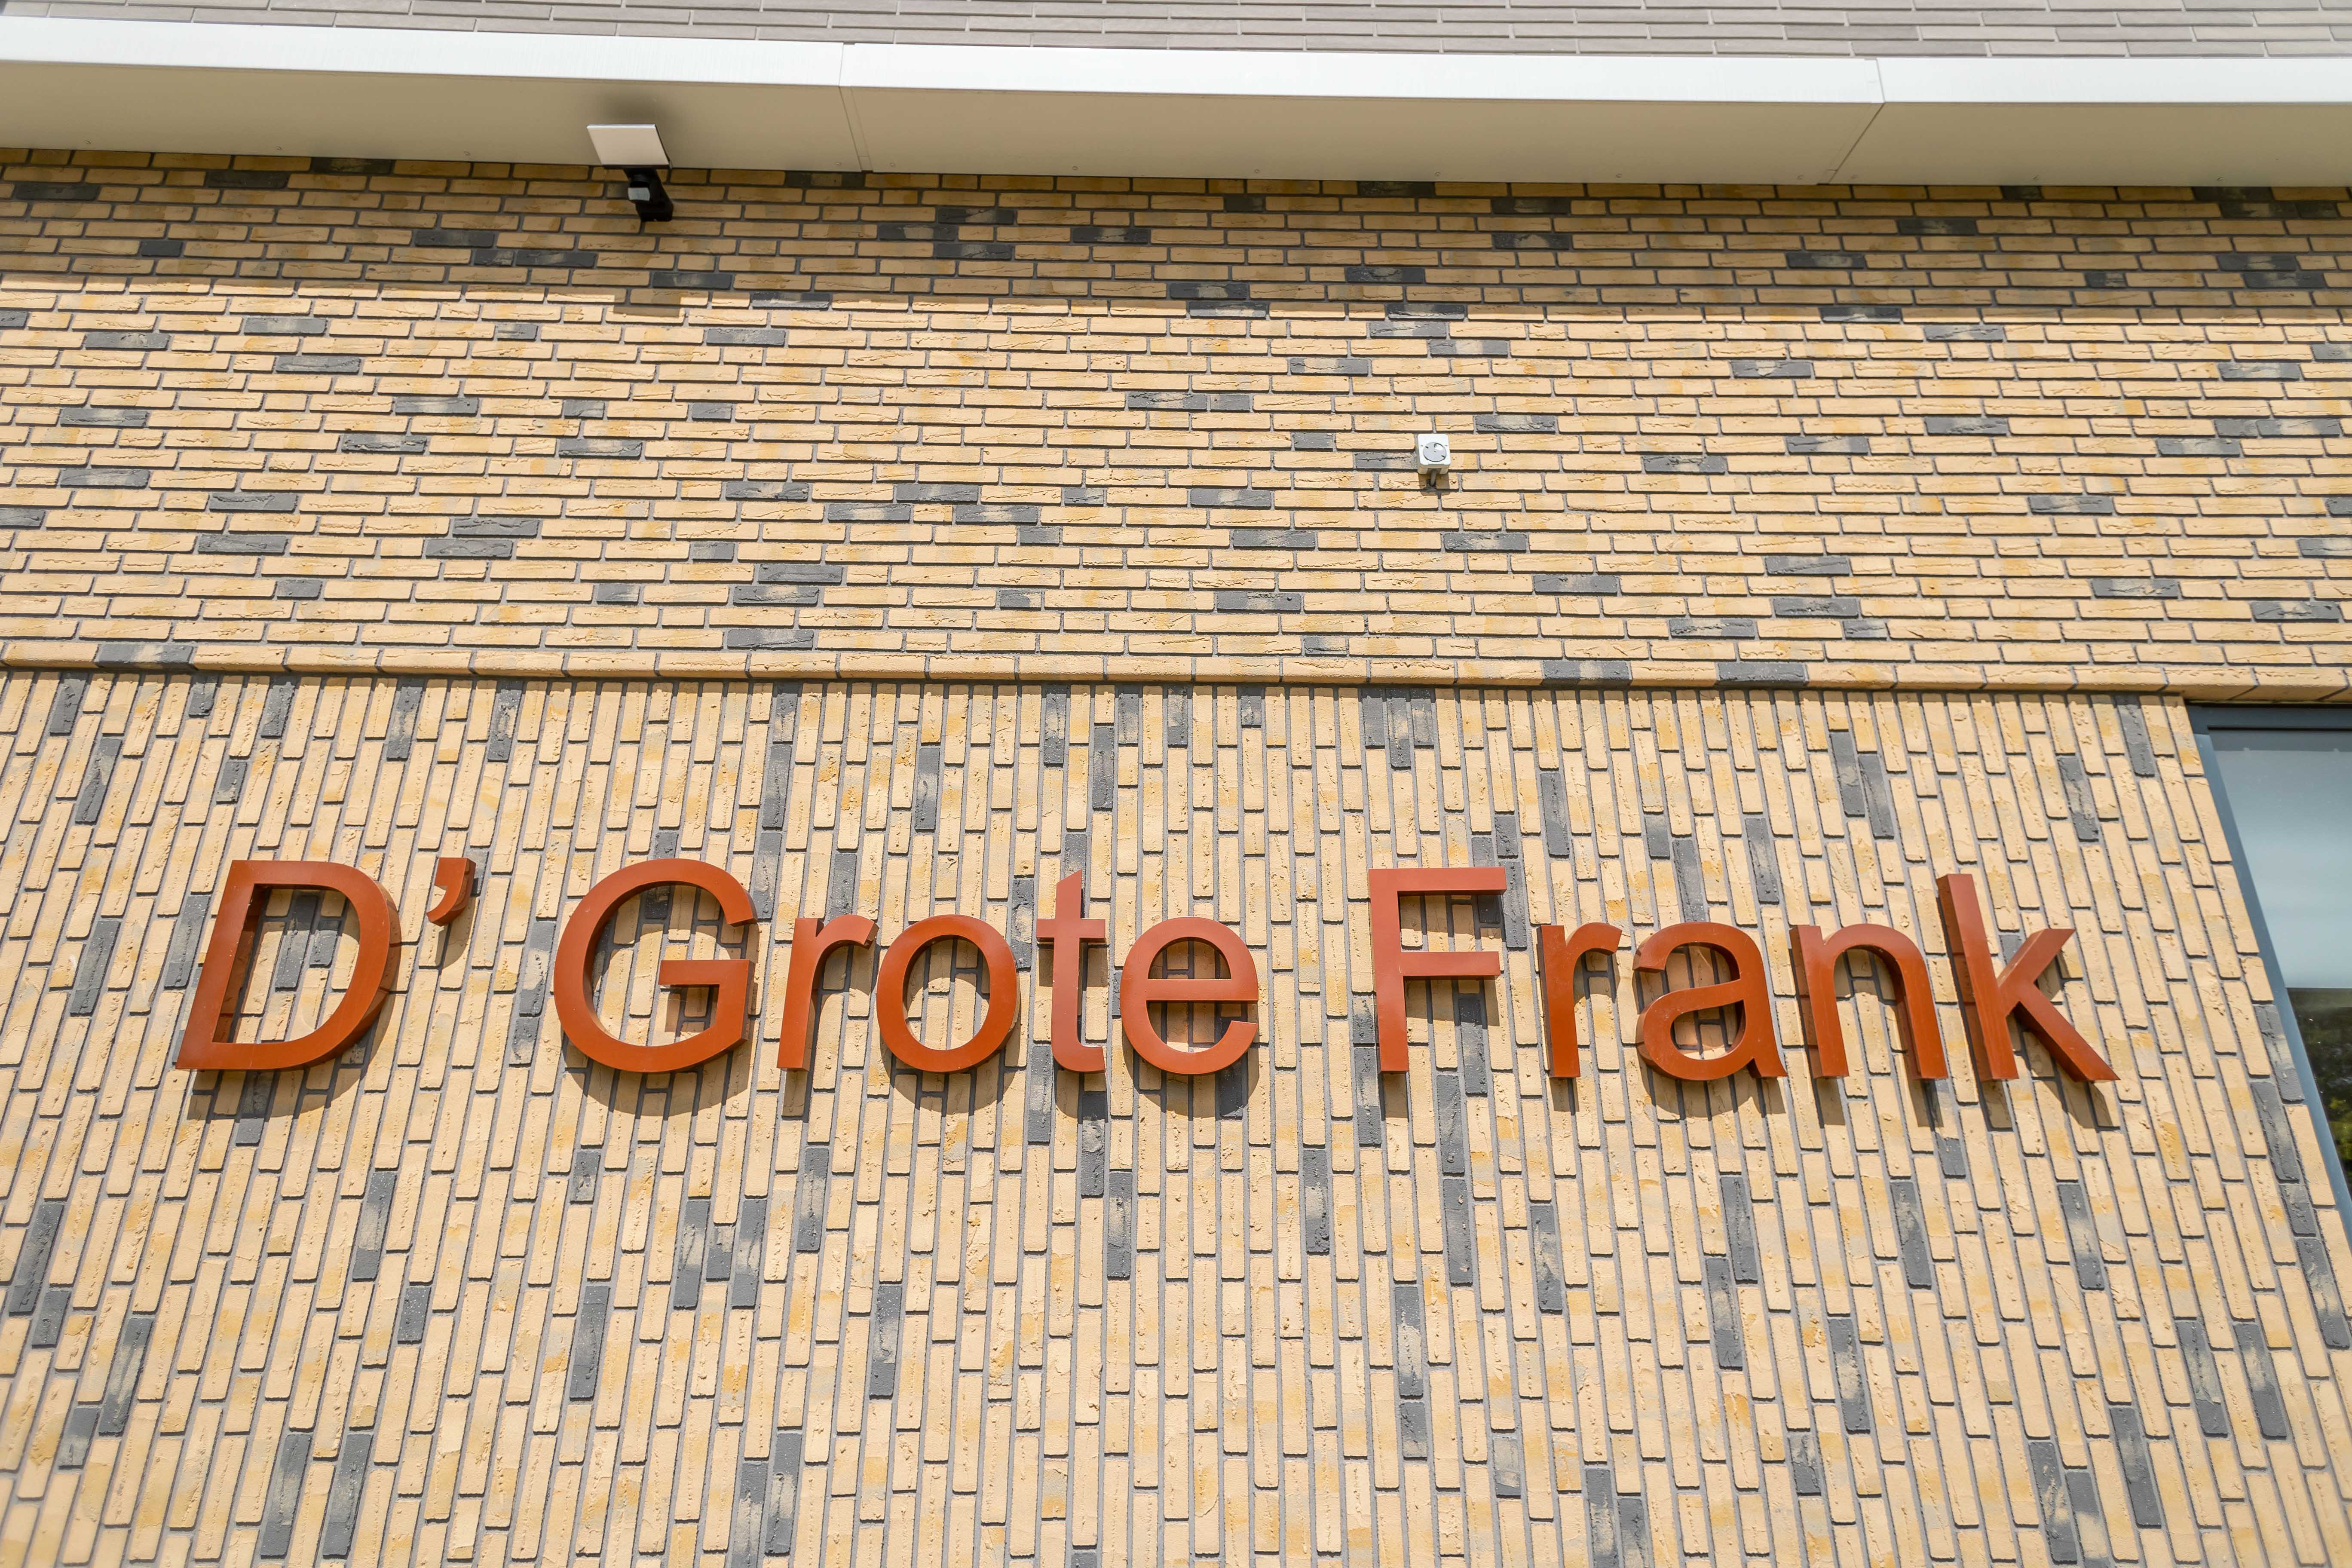 D’ Grote Frank